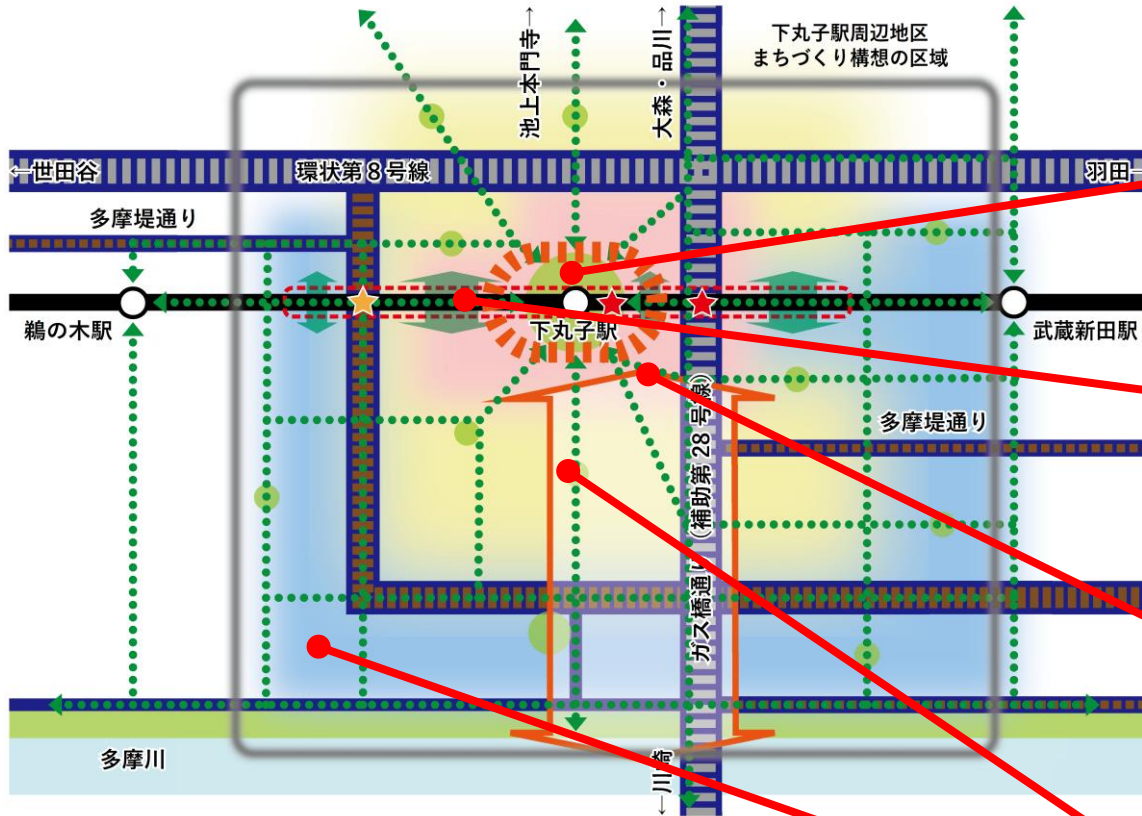 下丸子駅周辺地区
まちづくり構想の区域
池上本門寺→
大森・品川→
←世田谷
環状第8号線
羽田
多摩堤通り
鵜の木駅
下丸子駅
武蔵新田駅
多摩堤通り
ガス橋通り(補助第28号線)
多摩川
←川崎